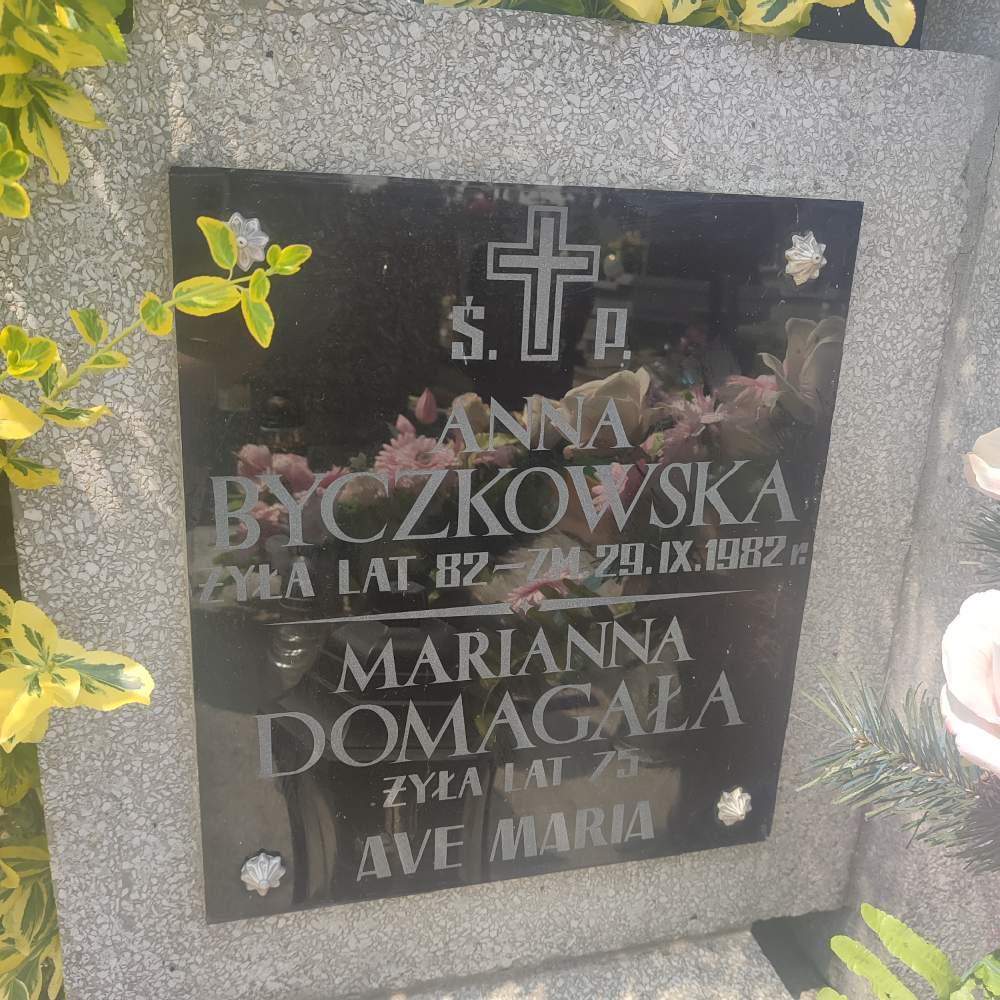 Ś. P.
ANNA
BYCZKOWSKA
ŻYŁA LAT 82 – ZM. 29.IX.1982 r.
MARIANNA
DOMAGAŁA
ŻYŁA LAT 75
AVE MARIA